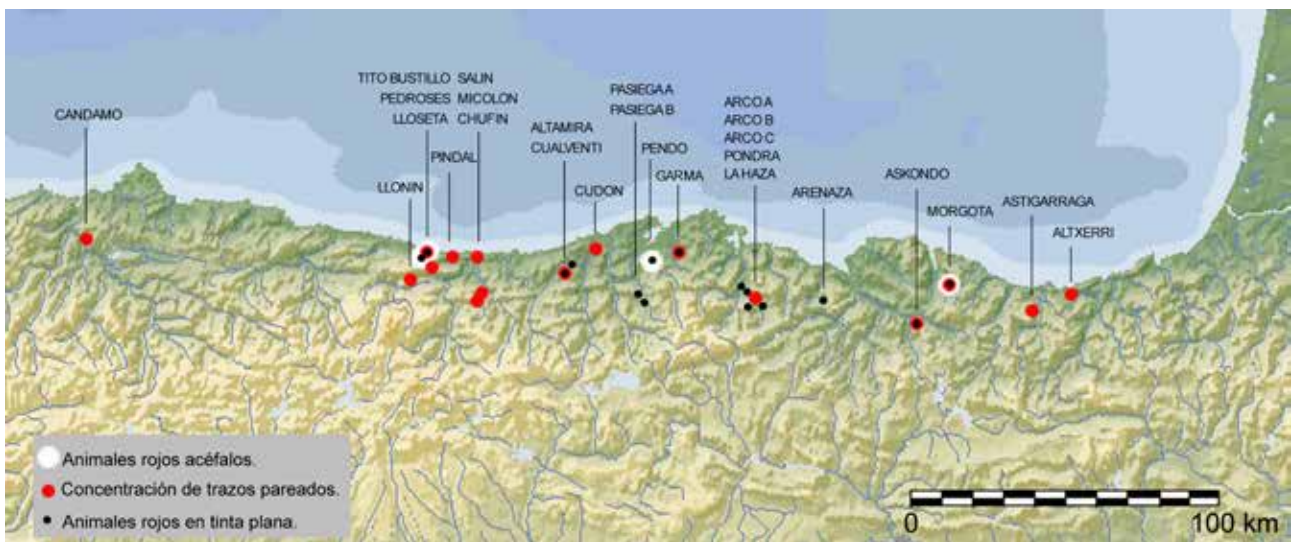 CANDAMO
LLONIN
TITO BUSTILLO
PEDROSES
LLOSETA
PINDAL
SALIN
MICOLON
CHUFIN
ALTAMIRA
CUALVENTI
CUDON
PASIEGA A
PASIEGA B
PENDO
GARMA
ARCO A
ARCO B
ARCO C
PONDRA
LA HAZA
ARENAZA
ASKONDO
MORGOTA
ASTIGARRAGA
ALTXERRI
Animales rojos acéfalos.
Concentración de trazos pareados.
Animales rojos en tinta plana.
0 100 km